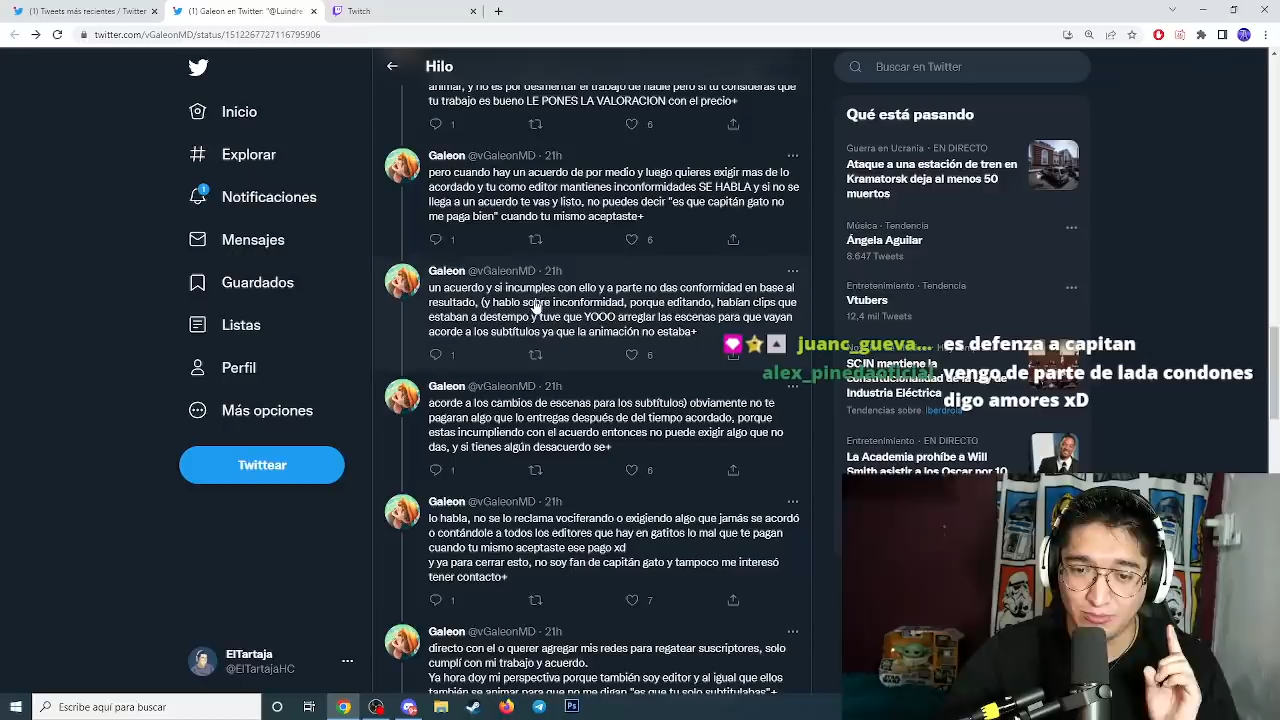 (1) Tweets más recientes / Twitter
(1) Galeon en Twitter: "@Luindre
Twitch
twitter.com/vGaleonMD/status/1512267727116795906
Inicio
Explorar
1
Notificaciones
Mensajes
Guardados
Listas
Perfil
Más opciones
Twittear
ElTartaja
@ElTartajaHC
Hilo
animar, y no es por desmeritar el trabajo de nadie pero si tu consideras que
tu trabajo es bueno LE PONES LA VALORACIÓN con el precio+
1 6
Galeon @vGaleonMD · 21h
pero cuando hay un acuerdo de por medio y luego quieres exigir mas de lo
acordado y tu como editor mantienes inconformidades SE HABLA y si no se
llega a un acuerdo te vas y listo, no puedes decir "es que capitán gato no
me paga bien" cuando tu mismo aceptaste+
1 6
Galeon @vGaleonMD · 21h
un acuerdo y si incumples con ello y a parte no das conformidad en base al
resultado, (y hablo sobre inconformidad, porque editando, habían clips que
estaban a destempo y tuve que YOOO arreglar las escenas para que vayan
acorde a los subtítulos ya que la animación no estaba+
1 6
Galeon @vGaleonMD · 21h
acorde a los cambios de escenas para los subtítulos) obviamente no te
pagaran algo que lo entregas después de del tiempo acordado, porque
estas incumpliendo con el acuerdo entonces no puede exigir algo que no
das, y si tienes algún desacuerdo se+
1 6
Galeon @vGaleonMD · 21h
lo habla, no se lo reclama vociferando o exigiendo algo que jamás se acordó
o contándole a todos los editores que hay en gatitos lo mal que te pagan
cuando tu mismo aceptaste ese pago xd
y ya para cerrar esto, no soy fan de capitán gato y tampoco me interesó
tener contacto+
1 7
Galeon @vGaleonMD · 21h
directo con el o querer agregar mis redes para regatear suscriptores, solo
cumplí con mi trabajo y acuerdo.
Ya hora doy mi perspectiva porque también soy editor y al igual que ellos
también se animar para que no me digan "es que tu solo subtitulabas"+
Buscar en Twitter
Qué está pasando
Guerra en Ucrania · EN DIRECTO
Ataque a una estación de tren en
Kramatorsk deja al menos 50
muertos
Música · Tendencia
Ángela Aguilar
8.647 Tweets
Entretenimiento · Tendencia
Vtubers
12,4 mil Tweets
juanc_gueva... es defenza a capitan
alex_pinedaoficial vengo de parte de lada condones
digo amores xD
SCIN mentiene la
constitucionalidad de la
Industria Eléctrica
Tendencias sobre Iberdrola
Entretenimiento · EN DIRECTO
La Academia prohíbe a Will
Smith asistir a los Oscar por 10
Escribe aquí para buscar
Ps